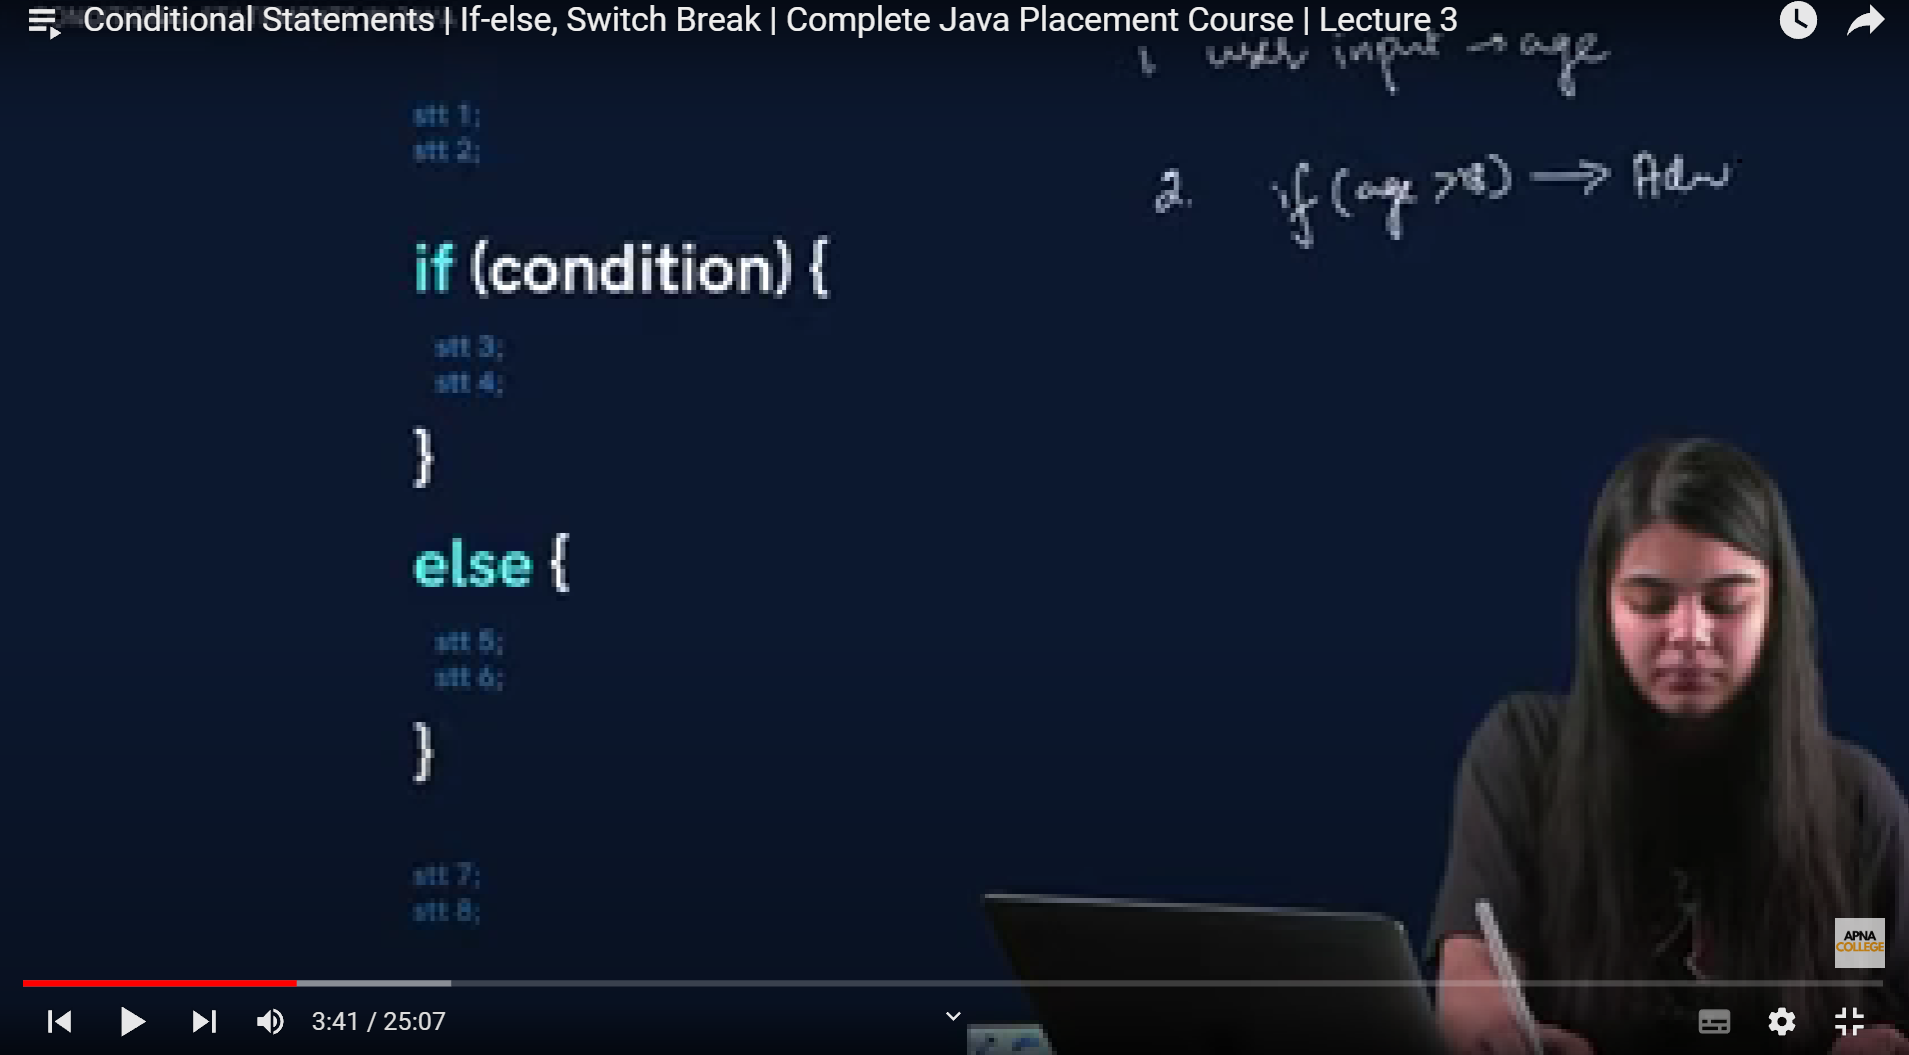 Conditional Statements | If-else, Switch Break | Complete Java Placement Course | Lecture 3
1. user input → age
stt 1;
stt 2;
2. if (age >18) → Adu
if (condition) {
stt 3;
stt 4;
}
else {
stt 5;
stt 6;
}
stt 7;
stt 8;
APNA
COLLEGE
3:41 / 25:07